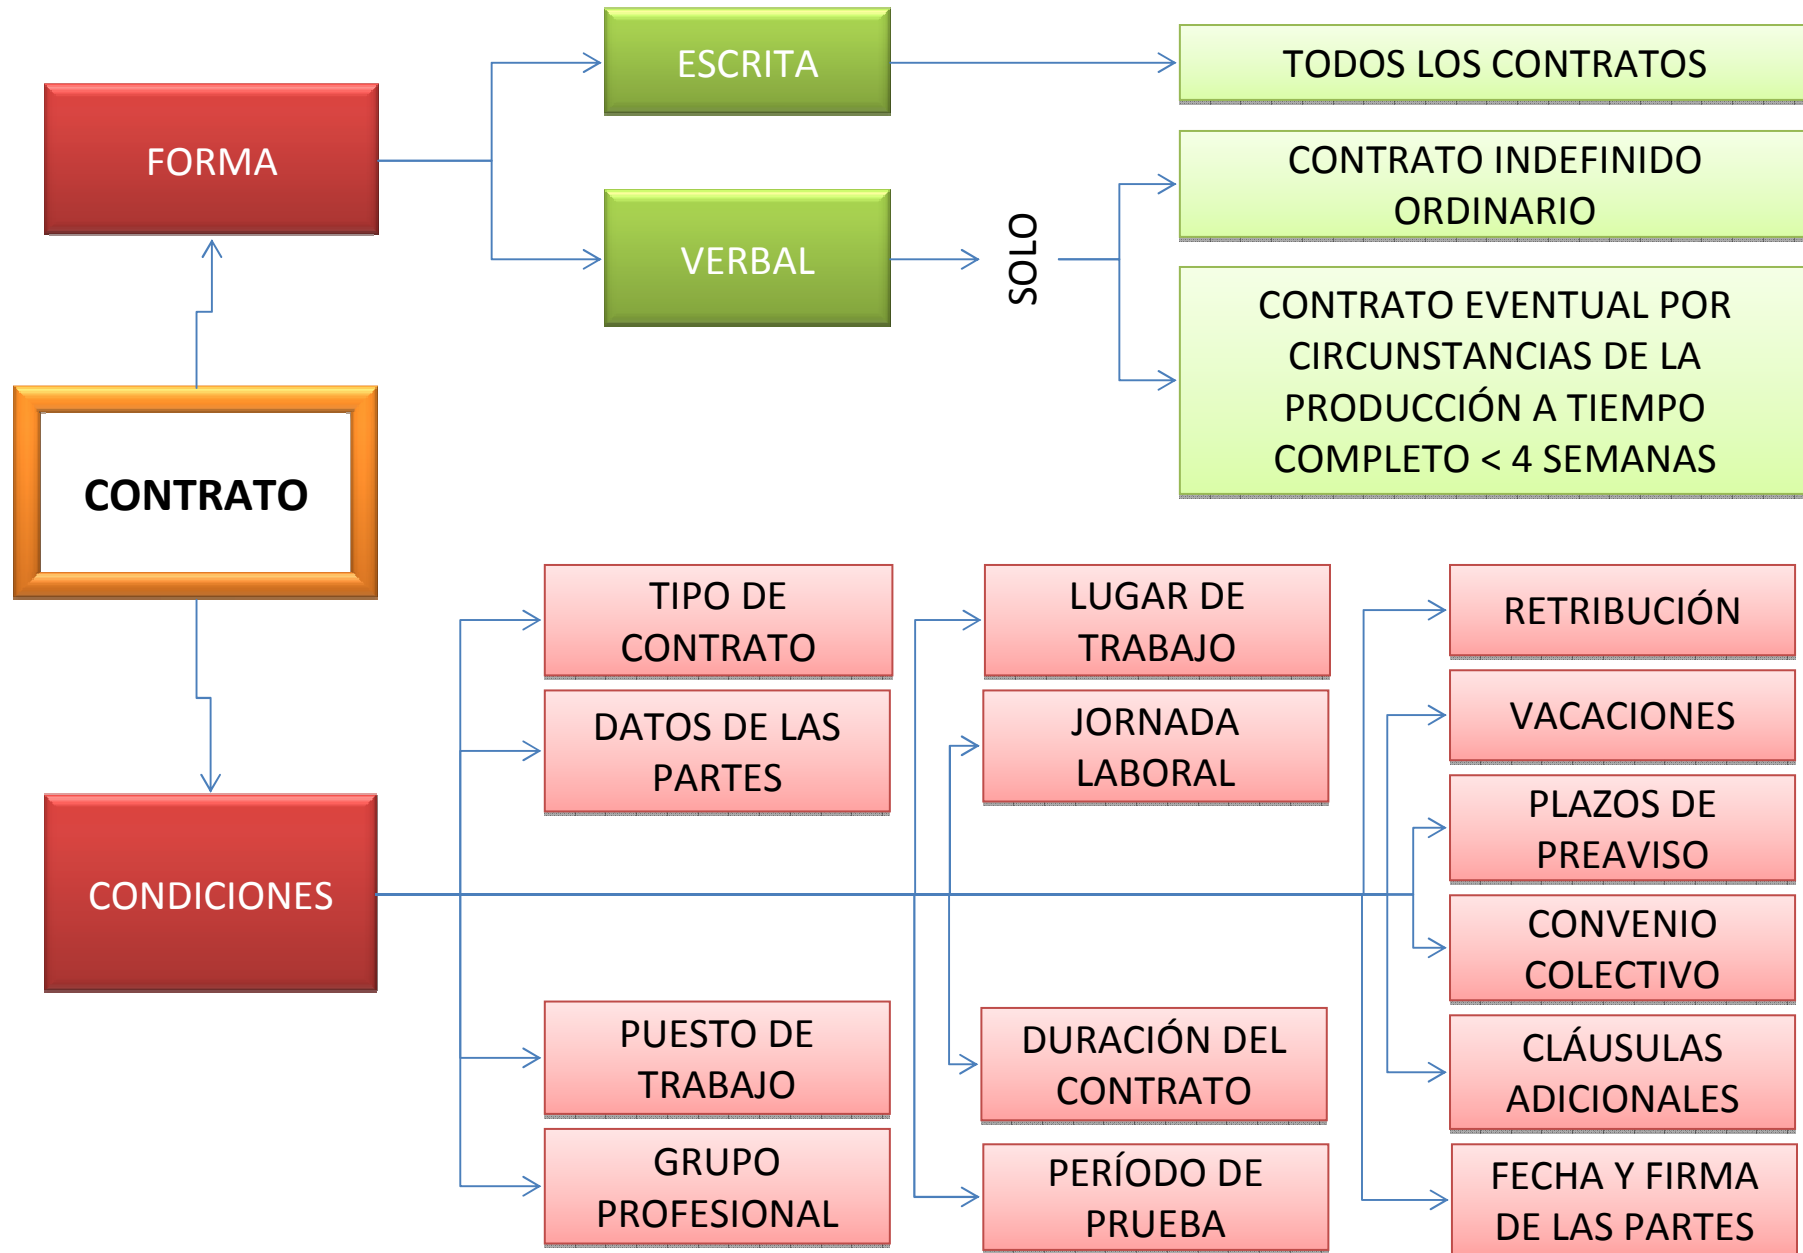 ESCRITA
TODOS LOS CONTRATOS
FORMA
VERBAL
SOLO
CONTRATO INDEFINIDO
ORDINARIO
CONTRATO EVENTUAL POR
CIRCUNSTANCIAS DE LA
PRODUCCIÓN A TIEMPO
COMPLETO < 4 SEMANAS
CONTRATO
CONDICIONES
TIPO DE
CONTRATO
DATOS DE LAS
PARTES
PUESTO DE
TRABAJO
GRUPO
PROFESIONAL
LUGAR DE
TRABAJO
JORNADA
LABORAL
DURACIÓN DEL
CONTRATO
PERÍODO DE
PRUEBA
RETRIBUCIÓN
VACACIONES
PLAZOS DE
PREAVISO
CONVENIO
COLECTIVO
CLÁUSULAS
ADICIONALES
FECHA Y FIRMA
DE LAS PARTES